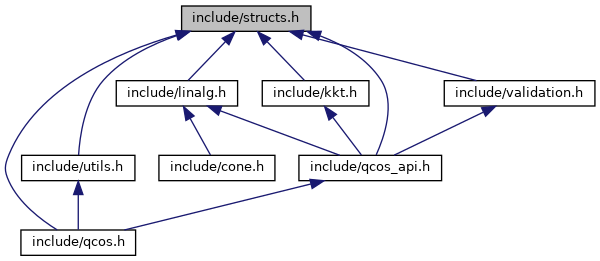 include/structs.h
include/linalg.h
include/kkt.h
include/validation.h
include/utils.h
include/cone.h
include/qcos_api.h
include/qcos.h